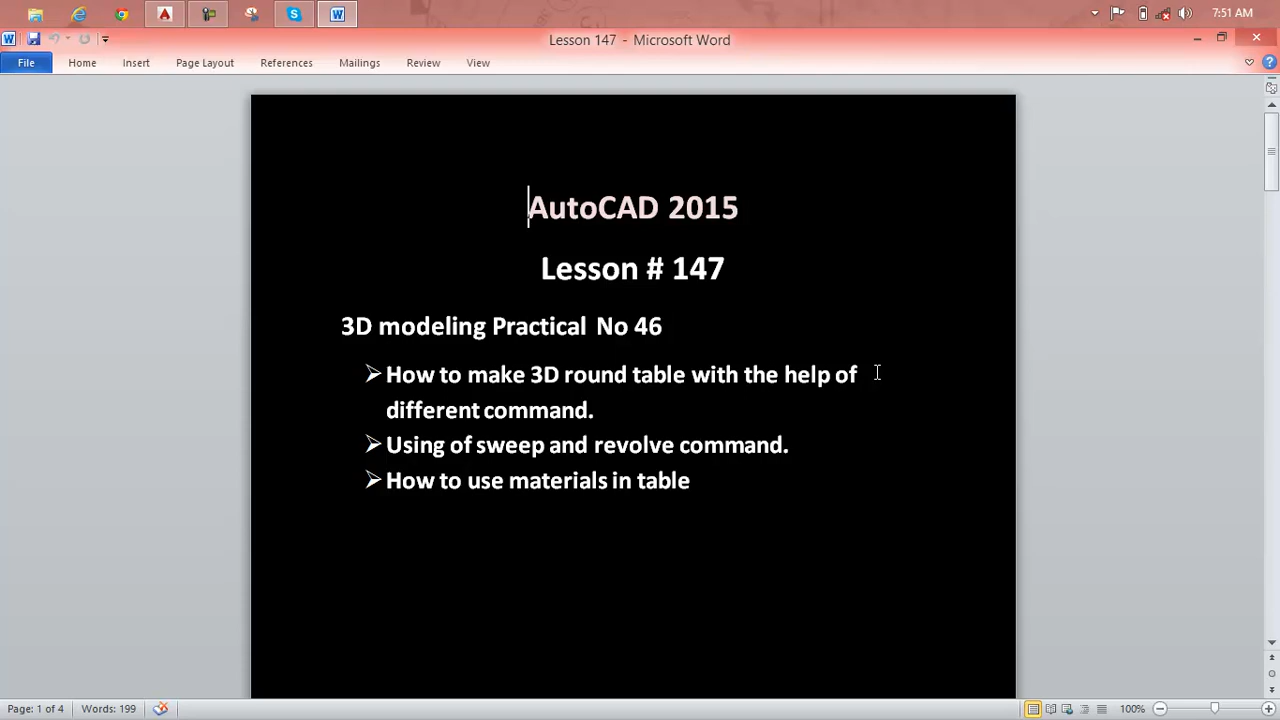 7:51 AM
Lesson 147 - Microsoft Word
File Home Insert Page Layout References Mailings Review View
AutoCAD 2015
Lesson # 147
3D modeling Practical No 46
How to make 3D round table with the help of
different command.
Using of sweep and revolve command.
How to use materials in table
Page: 1 of 4 Words: 199 100%